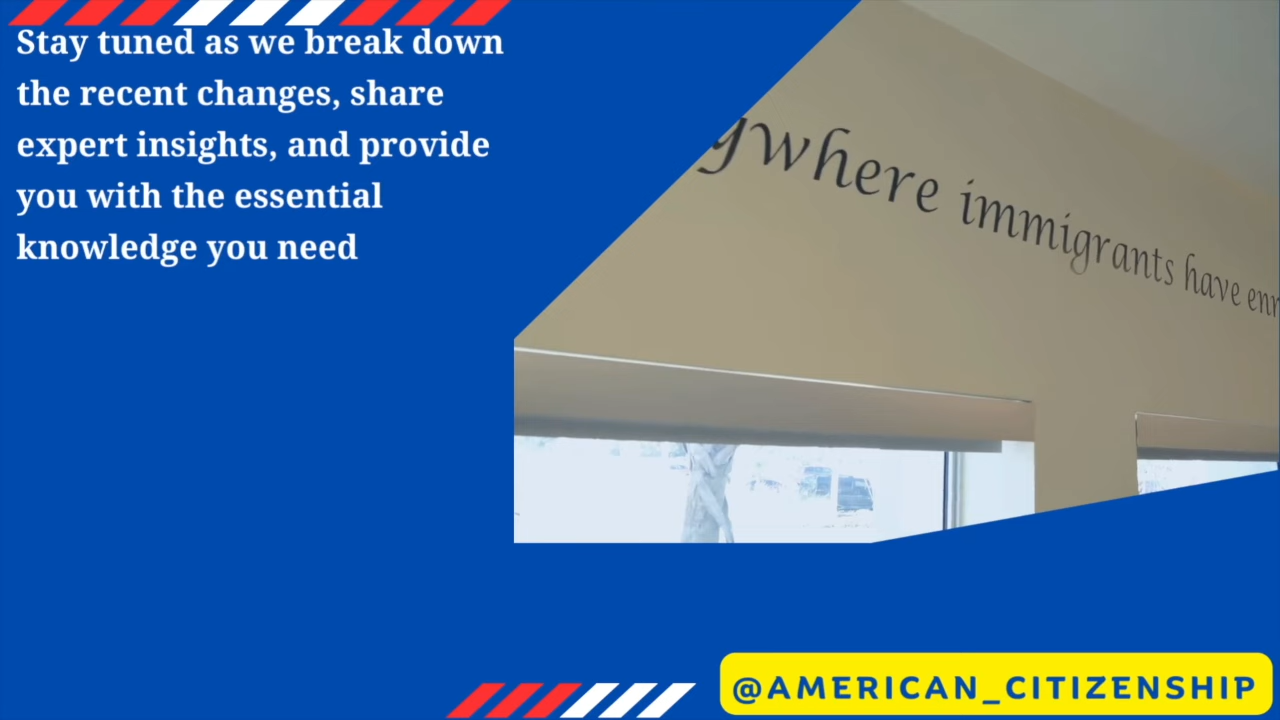 Stay tuned as we break down
the recent changes, share
expert insights, and provide
you with the essential
knowledge you need
immigrants have
@AMERICAN_CITIZENSHIP